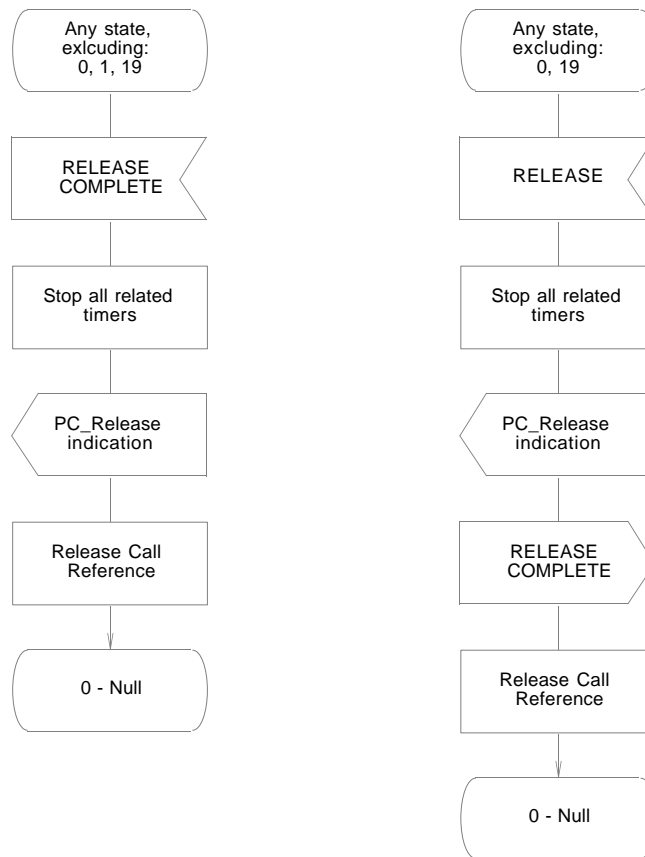 Any state,
exlcuding:
0, 1, 19
RELEASE
COMPLETE
Stop all related
timers
PC_Release
indication
Release Call
Reference
0 - Null
Any state,
excluding:
0, 19
RELEASE
Stop all related
timers
PC_Release
indication
RELEASE
COMPLETE
Release Call
Reference
0 - Null